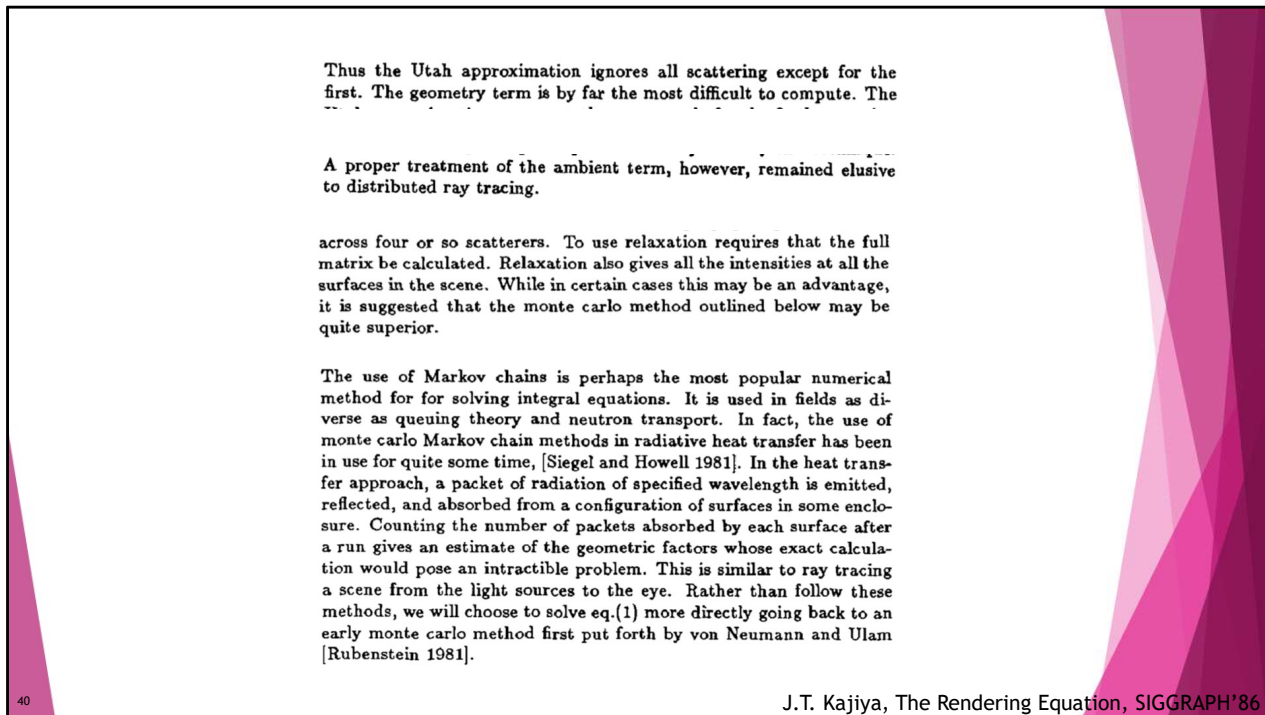 Thus the Utah approximation ignores all scattering except for the
first. The geometry term is by far the most difficult to compute. The
A proper treatment of the ambient term, however, remained elusive
to distributed ray tracing.
across four or so scatterers. To use relaxation requires that the full
matrix be calculated. Relaxation also gives all the intensities at all the
surfaces in the scene. While in certain cases this may be an advantage,
it is suggested that the monte carlo method outlined below may be
quite superior.
The use of Markov chains is perhaps the most popular numerical
method for for solving integral equations. It is used in fields as di-
verse as queuing theory and neutron transport. In fact, the use of
monte carlo Markov chain methods in radiative heat transfer has been
in use for quite some time, [Siegel and Howell 1981]. In the heat trans-
fer approach, a packet of radiation of specified wavelength is emitted,
reflected, and absorbed from a configuration of surfaces in some enclo-
sure. Counting the number of packets absorbed by each surface after
a run gives an estimate of the geometric factors whose exact calcula-
tion would pose an intractible problem. This is similar to ray tracing
a scene from the light sources to the eye. Rather than follow these
methods, we will choose to solve eq.(1) more directly going back to an
early monte carlo method first put forth by von Neumann and Ulam
[Rubenstein 1981].
40
J.T. Kajiya, The Rendering Equation, SIGGRAPH'86